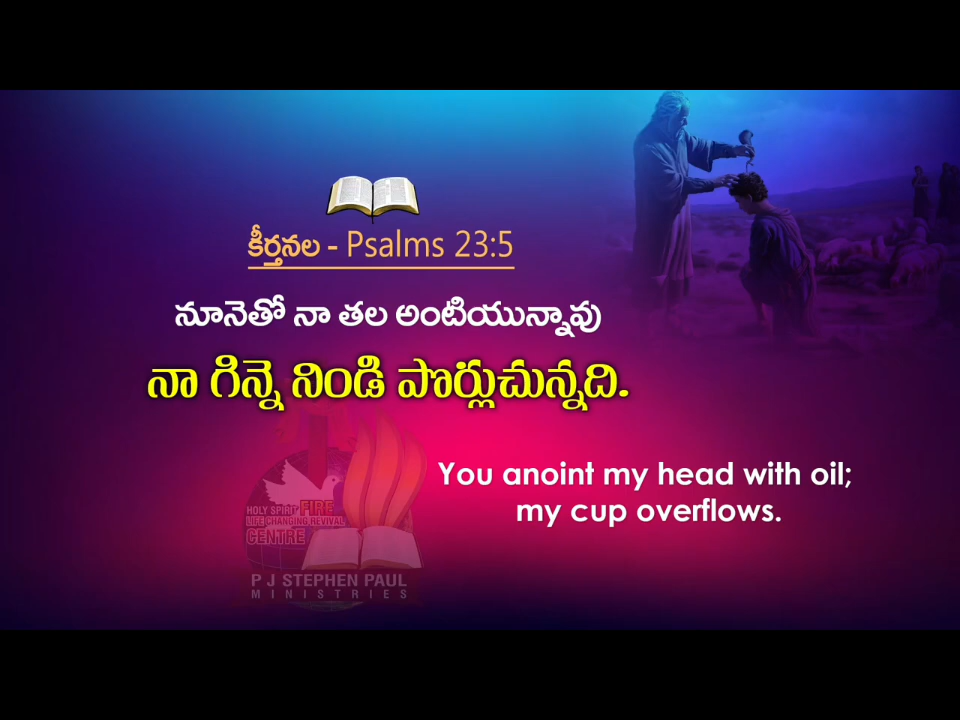 కీర్తనల - Psalms 23:5
నూనెతో నా తల అంటియున్నావు
నా గిన్నె నిండి పొర్లుచున్నది.
You anoint my head with oil;
my cup overflows.
HOLY SPIRIT FIRE
LIFE CHANGING REVIVAL
CENTRE
P J STEPHEN PAUL
MINISTRIES